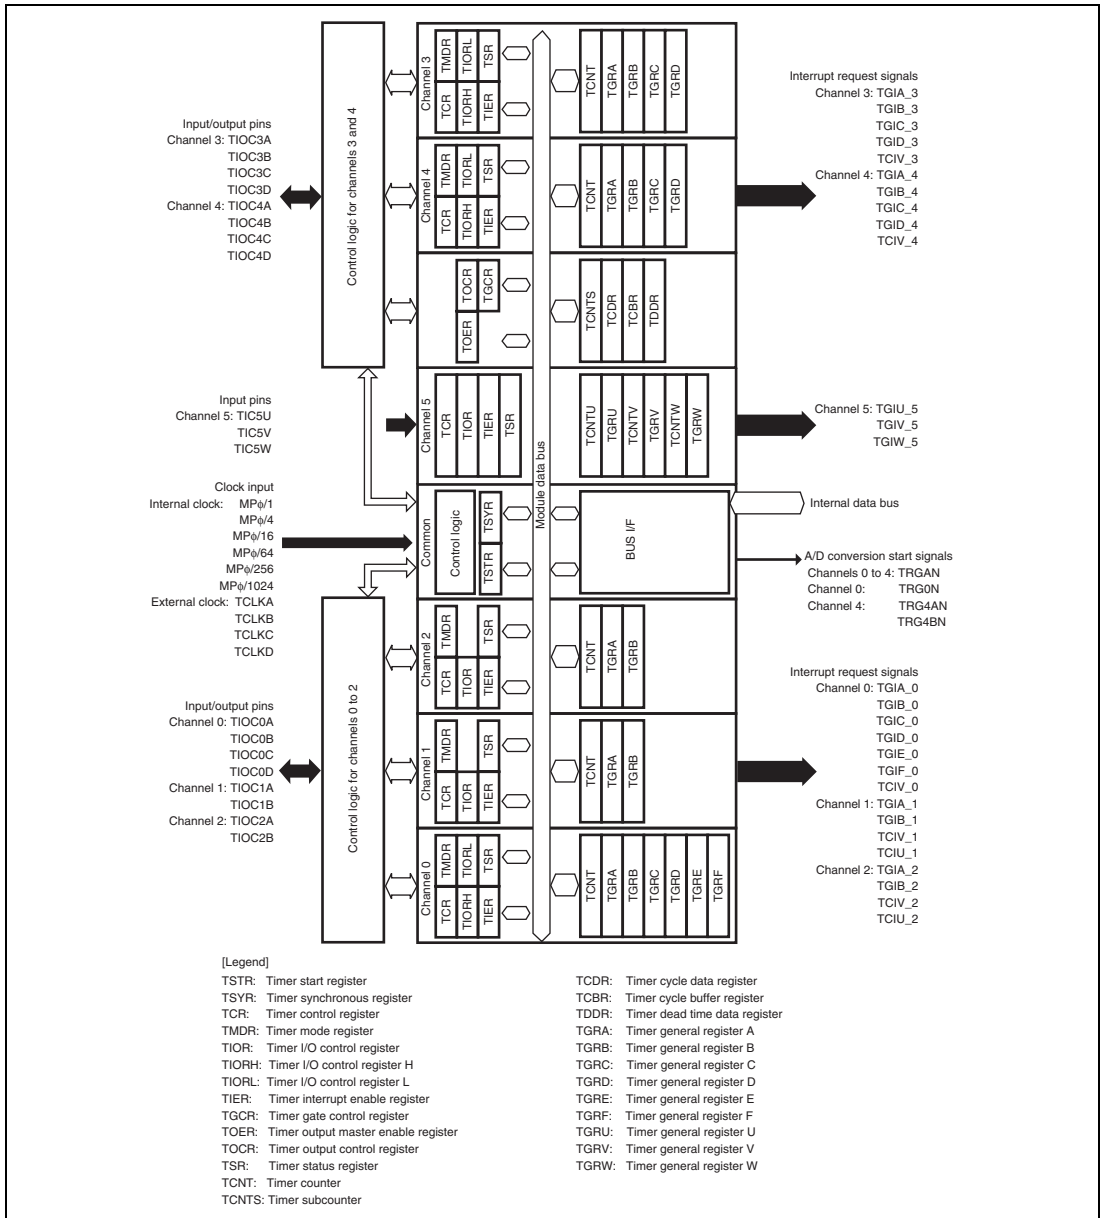 Input/output pins
Channel 3: TIOC3A
TIOC3B
TIOC3C
TIOC3D
Channel 4: TIOC4A
TIOC4B
TIOC4C
TIOC4D
Input pins
Channel 5: TIC5U
TIC5V
TIC5W
Clock input
Internal clock: MPφ/1
MPφ/4
MPφ/16
MPφ/64
MPφ/256
MPφ/1024
External clock: TCLKA
TCLKB
TCLKC
TCLKD
Input/output pins
Channel 0: TIOC0A
TIOC0B
TIOC0C
TIOC0D
Channel 1: TIOC1A
TIOC1B
Channel 2: TIOC2A
TIOC2B
Control logic for channels 3 and 4
Control logic for channels 0 to 2
Channel 3
TCR
TMDR
TIORH
TIORL
TIER
TSR
TCNT
TGRA
TGRB
TGRC
TGRD
Channel 4
TCR
TMDR
TIORH
TIORL
TIER
TSR
TCNT
TGRA
TGRB
TGRC
TGRD
TOER
TOCR
TGCR
TCNTS
TCDR
TCBR
TDDR
Channel 5
TCR
TIOR
TIER
TSR
TCNTU
TGRU
TCNTV
TGRV
TCNTW
TGRW
Module data bus
Common
Control logic
TSTR
TSYR
BUS I/F
Channel 2
TCR
TMDR
TIOR
TIER
TSR
TCNT
TGRA
TGRB
Channel 1
TCR
TMDR
TIOR
TIER
TSR
TCNT
TGRA
TGRB
Channel 0
TCR
TMDR
TIORH
TIORL
TIER
TSR
TCNT
TGRA
TGRB
TGRC
TGRD
TGRE
TGRF
Interrupt request signals
Channel 3: TGIA_3
TGIB_3
TGIC_3
TGID_3
TCIV_3
Channel 4: TGIA_4
TGIB_4
TGIC_4
TGID_4
TCIV_4
Channel 5: TGIU_5
TGIV_5
TGIW_5
Internal data bus
A/D conversion start signals
Channels 0 to 4: TRGAN
Channel 0: TRG0N
Channel 4: TRG4AN
TRG4BN
Interrupt request signals
Channel 0: TGIA_0
TGIB_0
TGIC_0
TGID_0
TGIE_0
TGIF_0
TCIV_0
Channel 1: TGIA_1
TGIB_1
TCIV_1
TCIU_1
Channel 2: TGIA_2
TGIB_2
TCIV_2
TCIU_2
[Legend]
TSTR: Timer start register
TSYR: Timer synchronous register
TCR: Timer control register
TMDR: Timer mode register
TIOR: Timer I/O control register
TIORH: Timer I/O control register H
TIORL: Timer I/O control register L
TIER: Timer interrupt enable register
TGCR: Timer gate control register
TOER: Timer output master enable register
TOCR: Timer output control register
TSR: Timer status register
TCNT: Timer counter
TCNTS: Timer subcounter
TCDR: Timer cycle data register
TCBR: Timer cycle buffer register
TDDR: Timer dead time data register
TGRA: Timer general register A
TGRB: Timer general register B
TGRC: Timer general register C
TGRD: Timer general register D
TGRE: Timer general register E
TGRF: Timer general register F
TGRU: Timer general register U
TGRV: Timer general register V
TGRW: Timer general register W